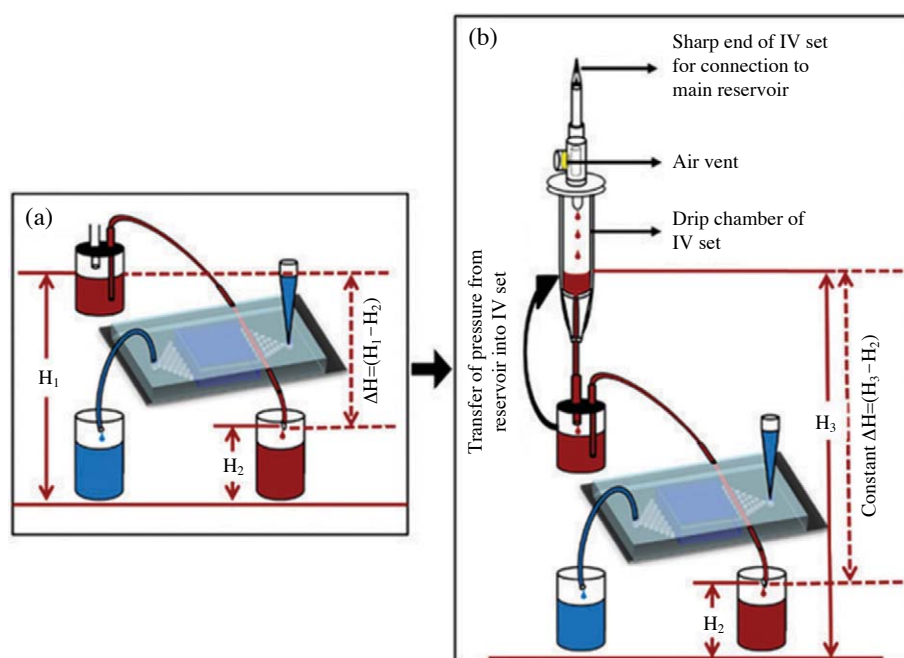 (a)
H₁
H₂
ΔH=(H₁−H₂)
(b)
Sharp end of IV set
for connection to
main reservoir
Air vent
Drip chamber of
IV set
Transfer of pressure from
reservoir into IV set
H₃
Constant ΔH=(H₃−H₂)
H₂